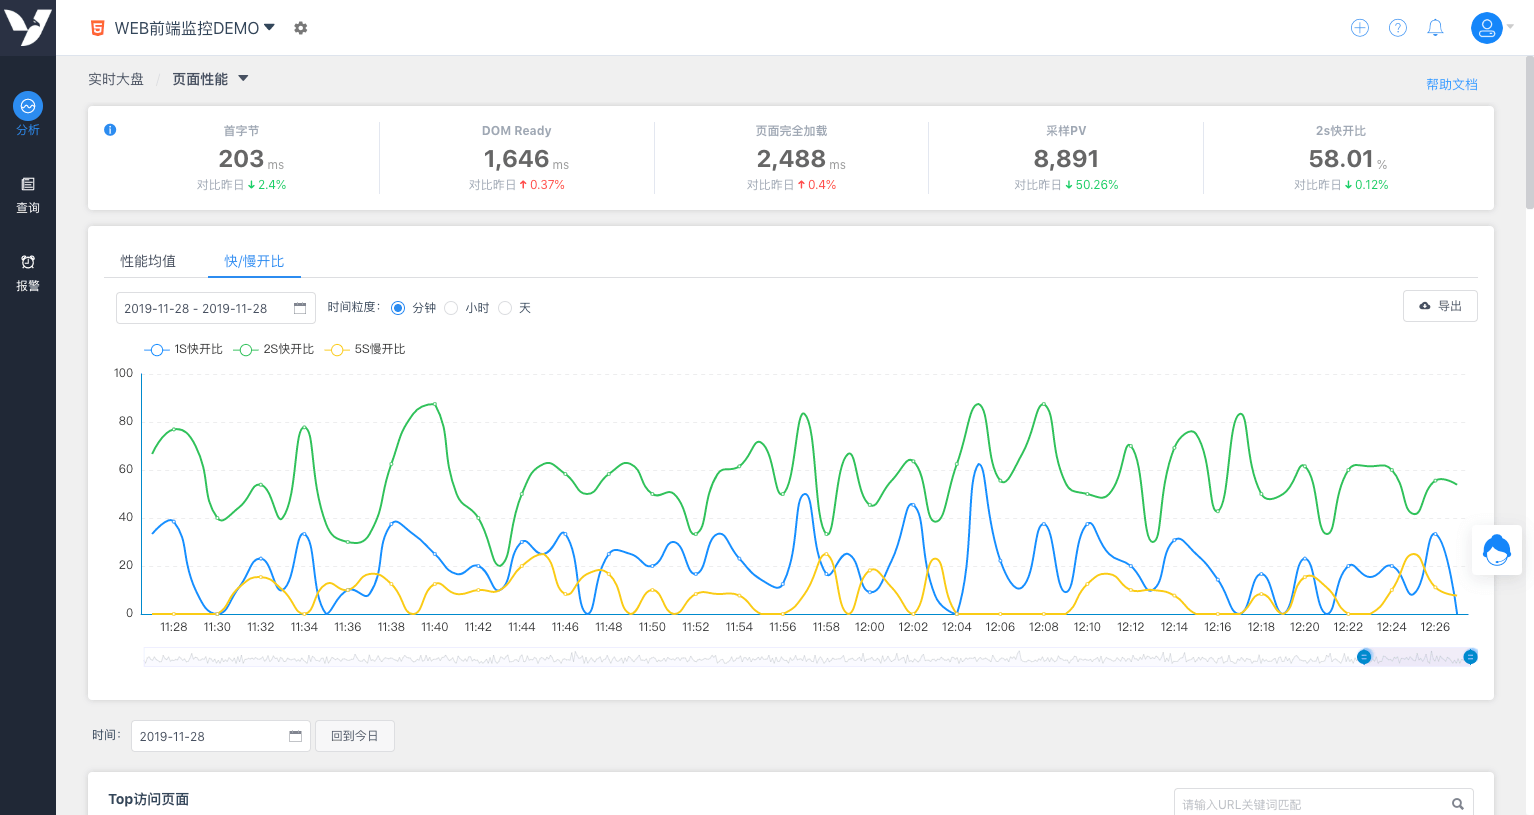 WEB前端监控DEMO
分析
查询
报警
实时大盘 / 页面性能
帮助文档
首字节 DOM Ready 页面完全加载 采样PV 2s快开比
203 ms 1,646 ms 2,488 ms 8,891 58.01 %
对比昨日 2.4% 对比昨日 0.37% 对比昨日 0.4% 对比昨日 50.26% 对比昨日 0.12%
性能均值 快/慢开比
2019-11-28 - 2019-11-28 时间粒度: 分钟 小时 天 导出
1S快开比 2S快开比 5S慢开比
100
80
60
40
20
0
11:28 11:30 11:32 11:34 11:36 11:38 11:40 11:42 11:44 11:46 11:48 11:50 11:52 11:54 11:56 11:58 12:00 12:02 12:04 12:06 12:08 12:10 12:12 12:14 12:16 12:18 12:20 12:22 12:24 12:26
时间: 2019-11-28 回到今日
Top访问页面
请输入URL关键词匹配